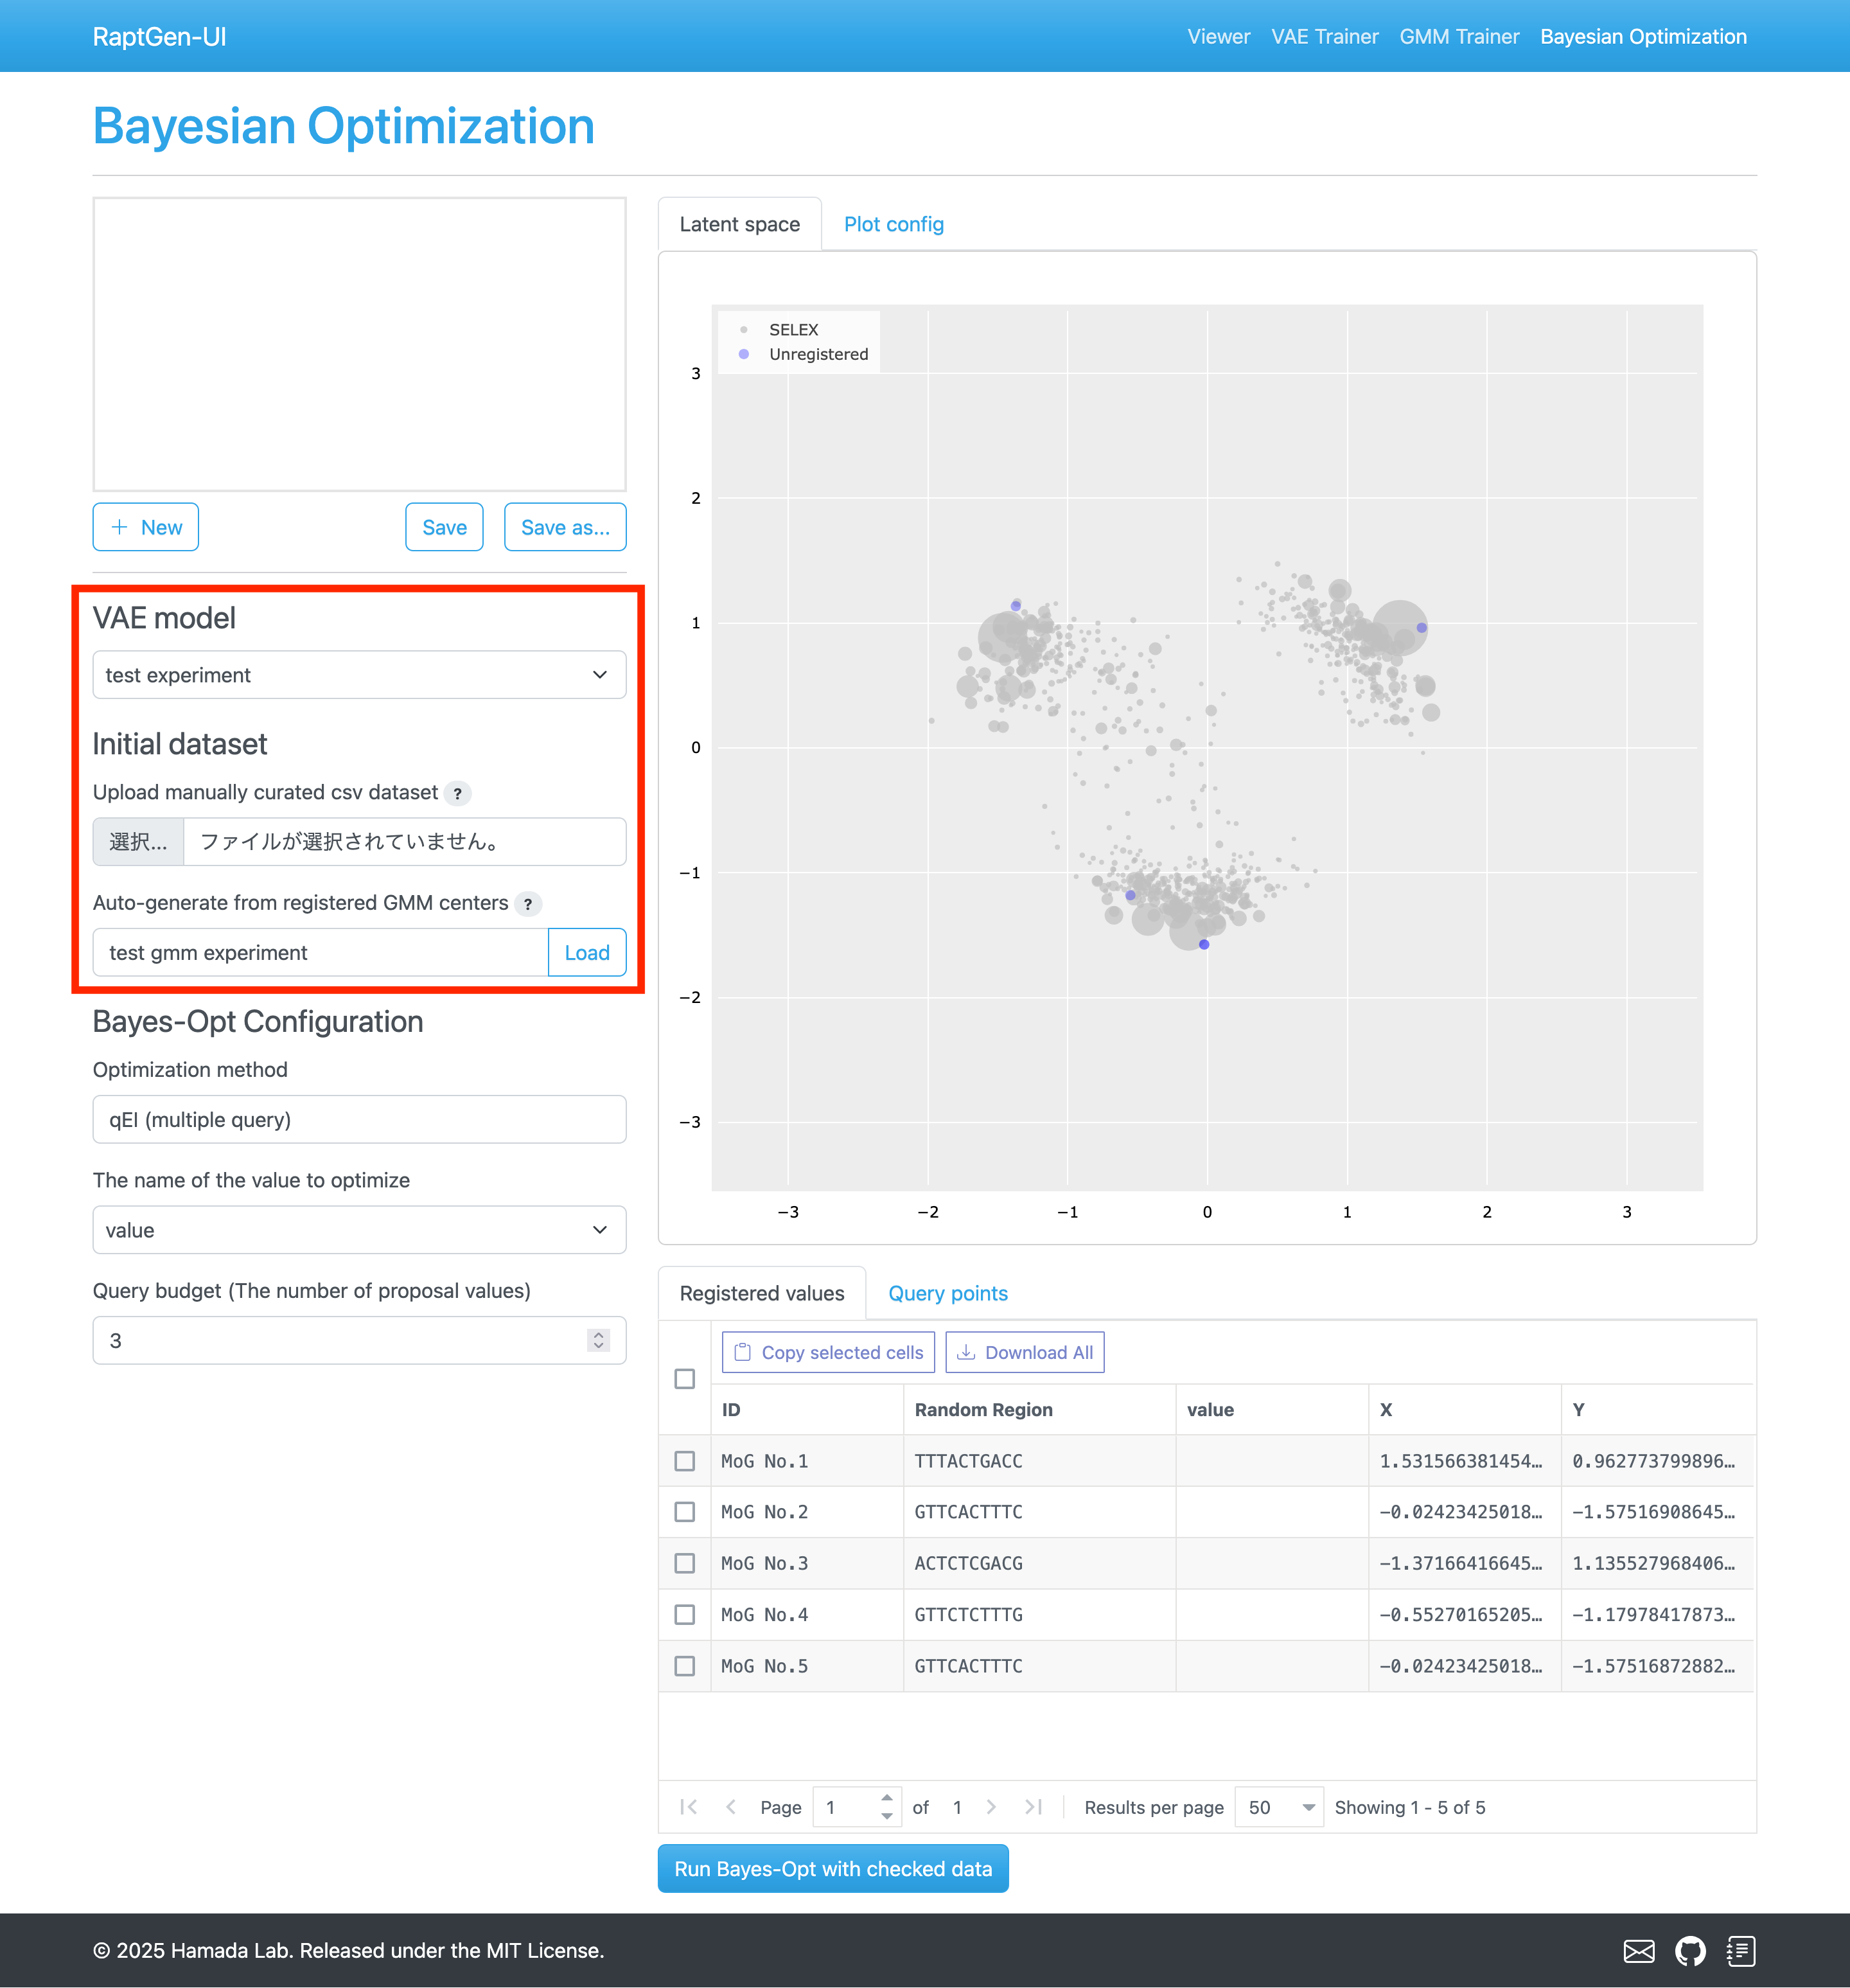 RaptGen-UI
Viewer VAE Trainer GMM Trainer Bayesian Optimization
Bayesian Optimization
New Save Save as...
VAE model
test experiment
Initial dataset
Upload manually curated csv dataset ?
選択... ファイルが選択されていません。
Auto-generate from registered GMM centers ?
test gmm experiment Load
Bayes-Opt Configuration
Optimization method
qEI (multiple query)
The name of the value to optimize
value
Query budget (The number of proposal values)
3
Latent space Plot config
SELEX
Unregistered
3
2
1
0
−1
−2
−3
−3 −2 −1 0 1 2 3
Registered values Query points
Copy selected cells Download All
ID Random Region value X Y
MoG No.1 TTTACTGACC 1.531566381454… 0.962773799896…
MoG No.2 GTTCACTTTC −0.02423425018… −1.57516908645…
MoG No.3 ACTCTCGACG −1.37166416645… 1.135527968406…
MoG No.4 GTTCTCTTTG −0.55270165205… −1.17978417873…
MoG No.5 GTTCACTTTC −0.02423425018… −1.57516872882…
Page 1 of 1 Results per page 50 Showing 1 - 5 of 5
Run Bayes-Opt with checked data
© 2025 Hamada Lab. Released under the MIT License.